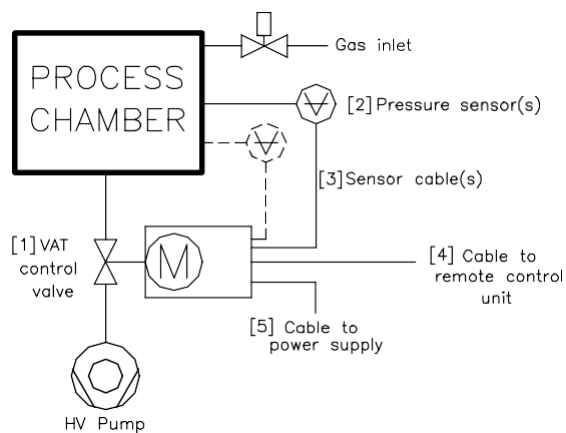 Gas inlet
PROCESS
CHAMBER
[2] Pressure sensor(s)
[3] Sensor cable(s)
[1] VAT
control
valve
M
[4] Cable to
remote control
unit
[5] Cable to
power supply
HV Pump